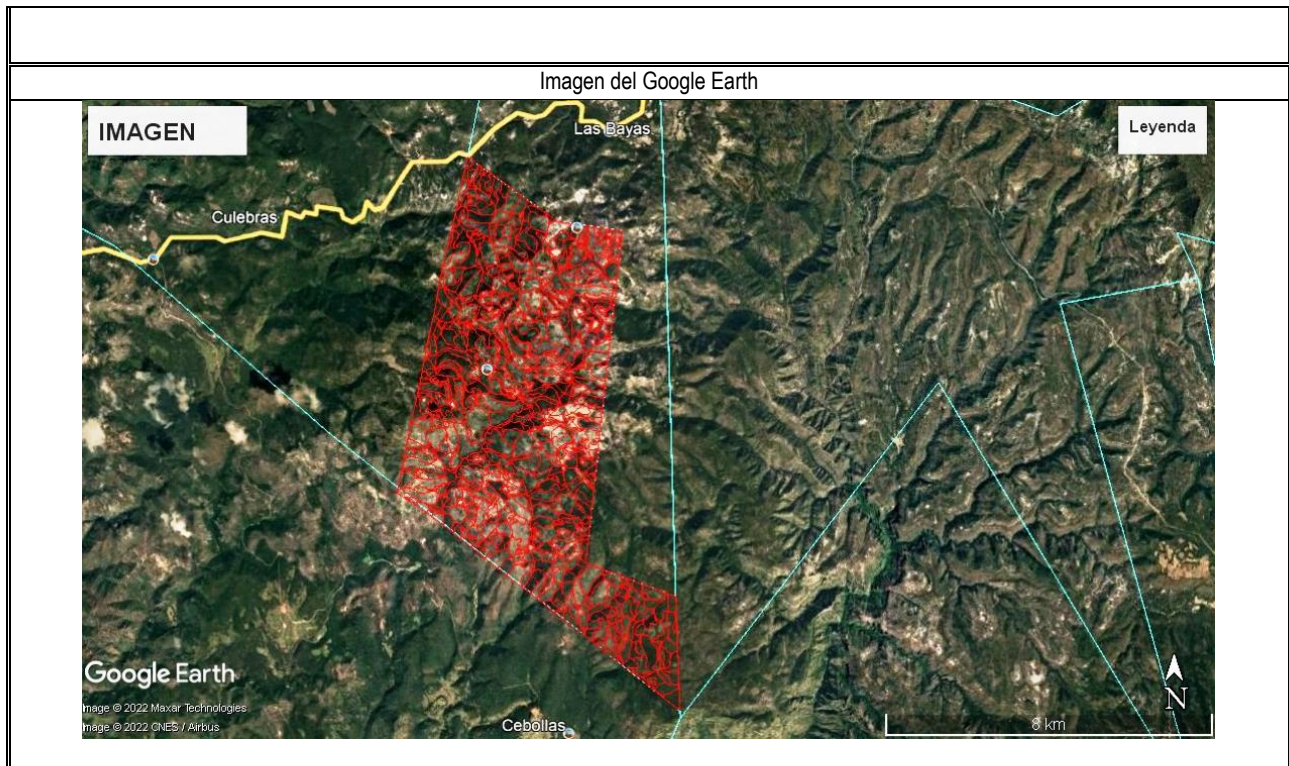 Imagen del Google Earth
IMAGEN
Leyenda
Las Bayas
Culebras
Google Earth
Image © 2022 Maxar Technologies
Image © 2022 CNES / Airbus
Cebollas
N
8 km